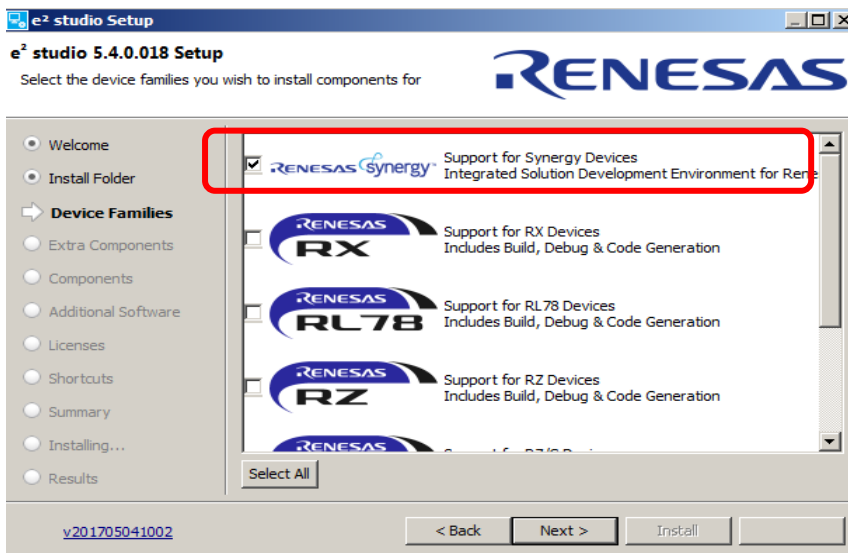 e² studio Setup
e² studio 5.4.0.018 Setup
Select the device families you wish to install components for
RENESAS
Welcome
Install Folder
Device Families
Extra Components
Components
Additional Software
Licenses
Shortcuts
Summary
Installing...
Results
RENESAS synergy™
Support for Synergy Devices
Integrated Solution Development Environment for Rene
RENESAS
RX
Support for RX Devices
Includes Build, Debug & Code Generation
RENESAS
RL78
Support for RL78 Devices
Includes Build, Debug & Code Generation
RENESAS
RZ
Support for RZ Devices
Includes Build, Debug & Code Generation
RENESAS
Select All
v201705041002
< Back
Next >
Install